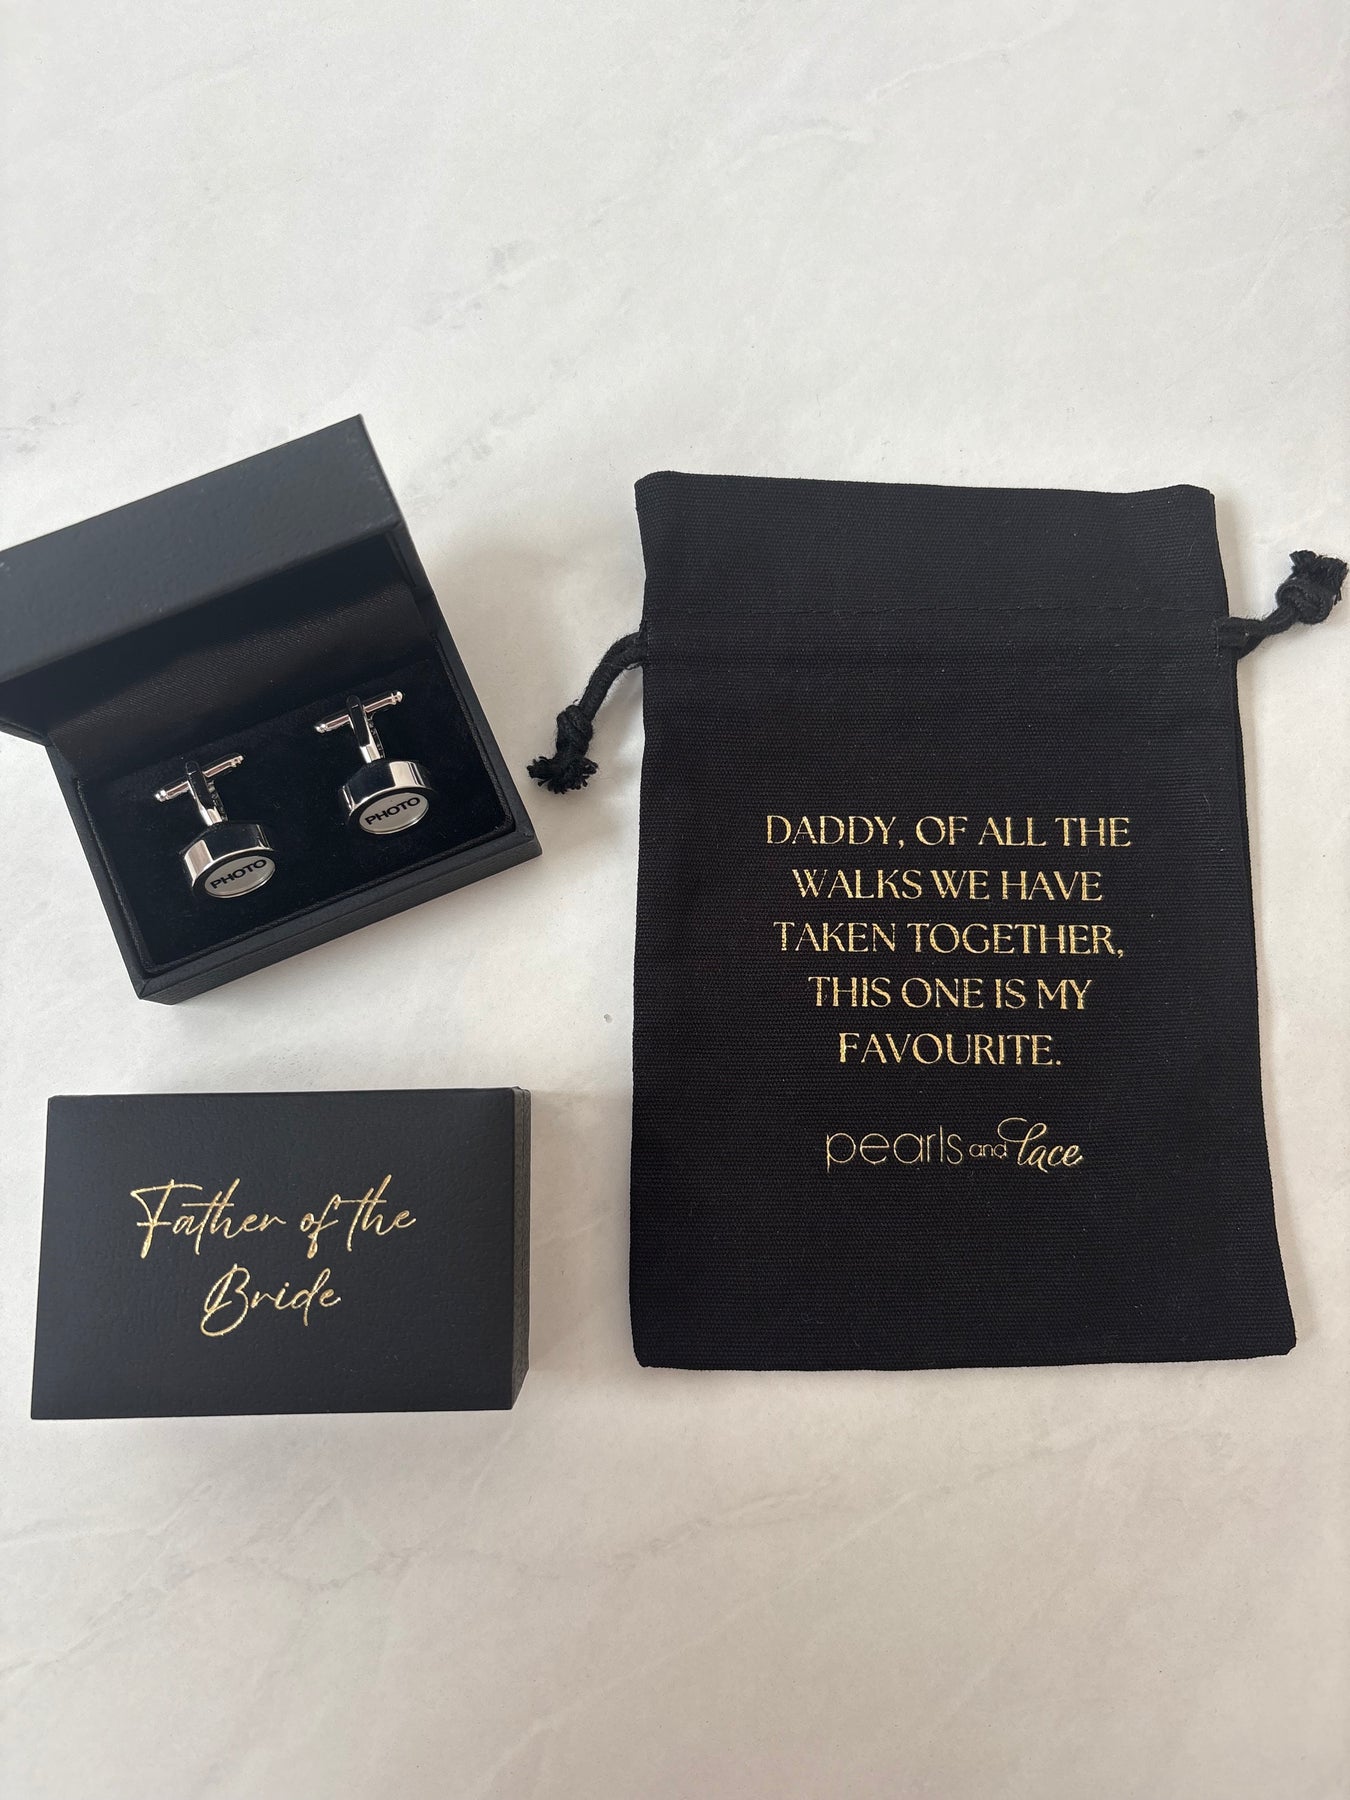 PHOTO
PHOTO
Father of the
Bride
DADDY, OF ALL THE
WALKS WE HAVE
TAKEN TOGETHER,
THIS ONE IS MY
FAVOURITE.
pearls and lace